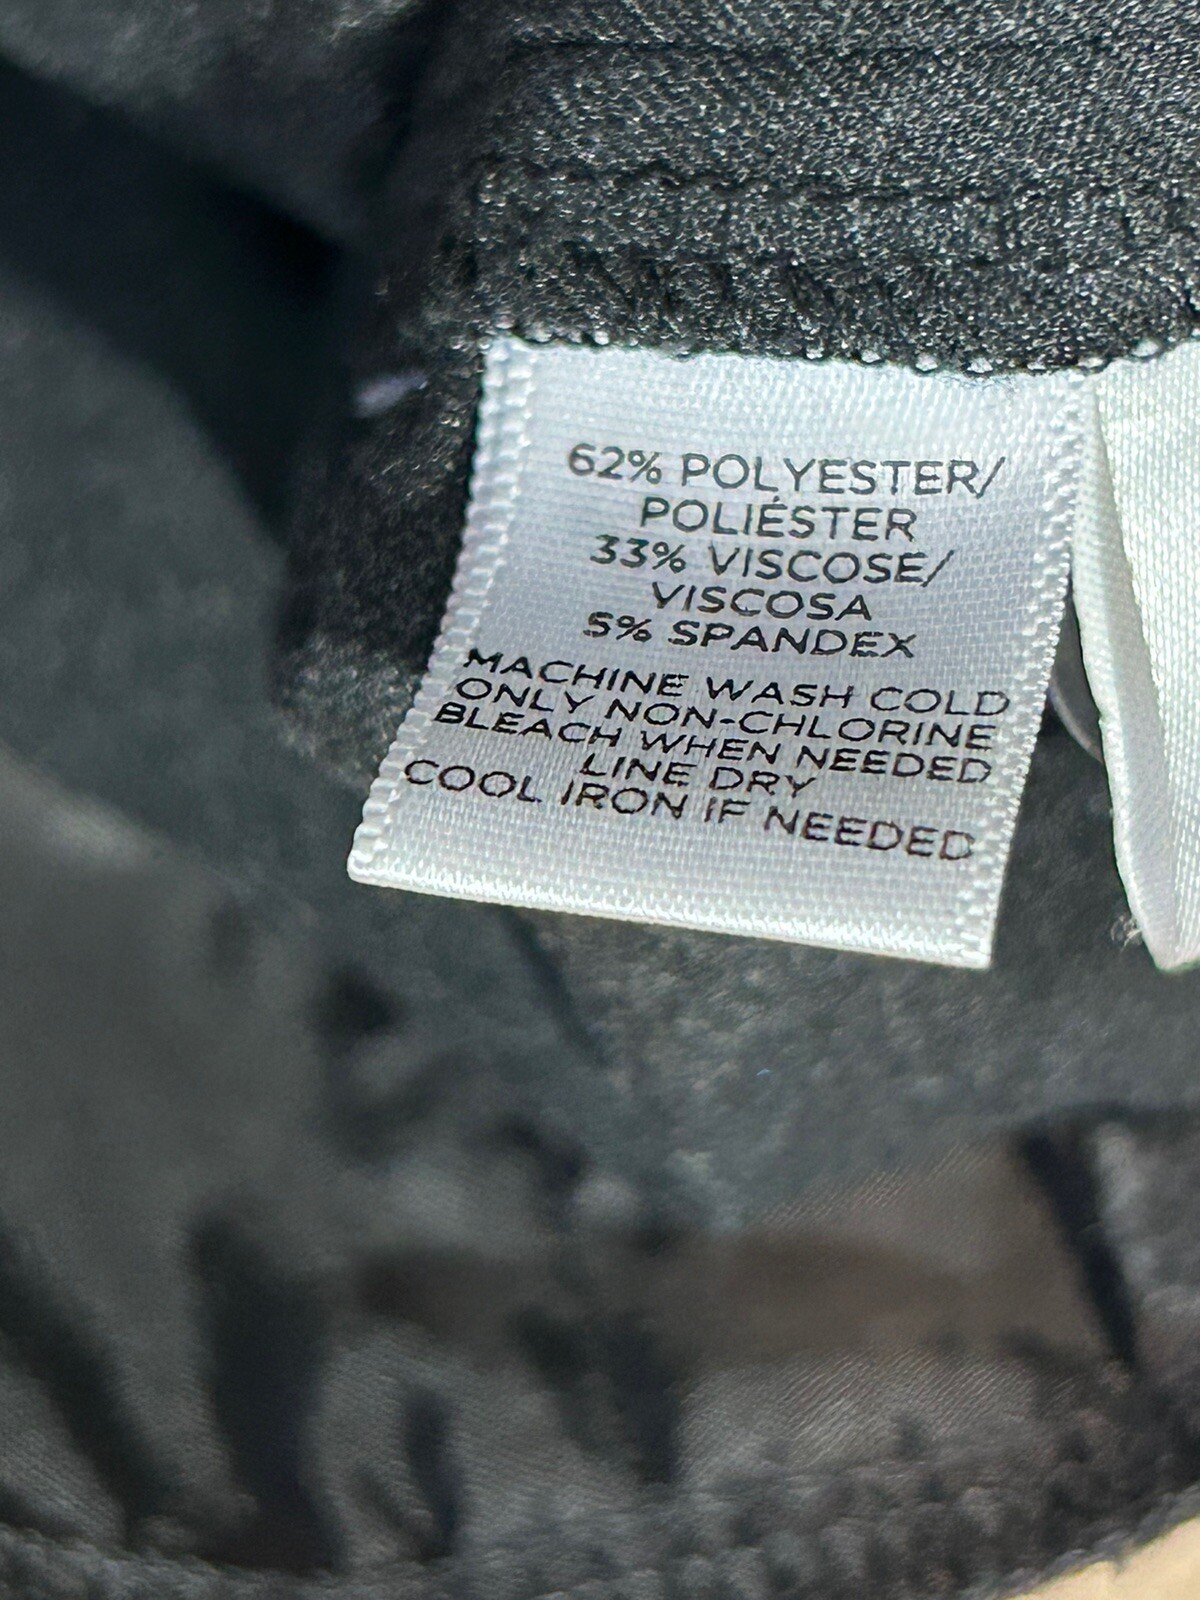 62% POLYESTER/
POLIÉSTER
33% VISCOSE/
VISCOSA
5% SPANDEX
MACHINE WASH COLD
ONLY NON-CHLORINE
BLEACH WHEN NEEDED
LINE DRY
COOL IRON IF NEEDED